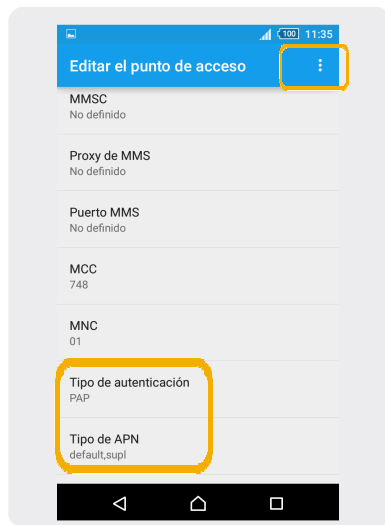 100 11:35
Editar el punto de acceso
MMSC
No definido
Proxy de MMS
No definido
Puerto MMS
No definido
MCC
748
MNC
01
Tipo de autenticación
PAP
Tipo de APN
default,supl